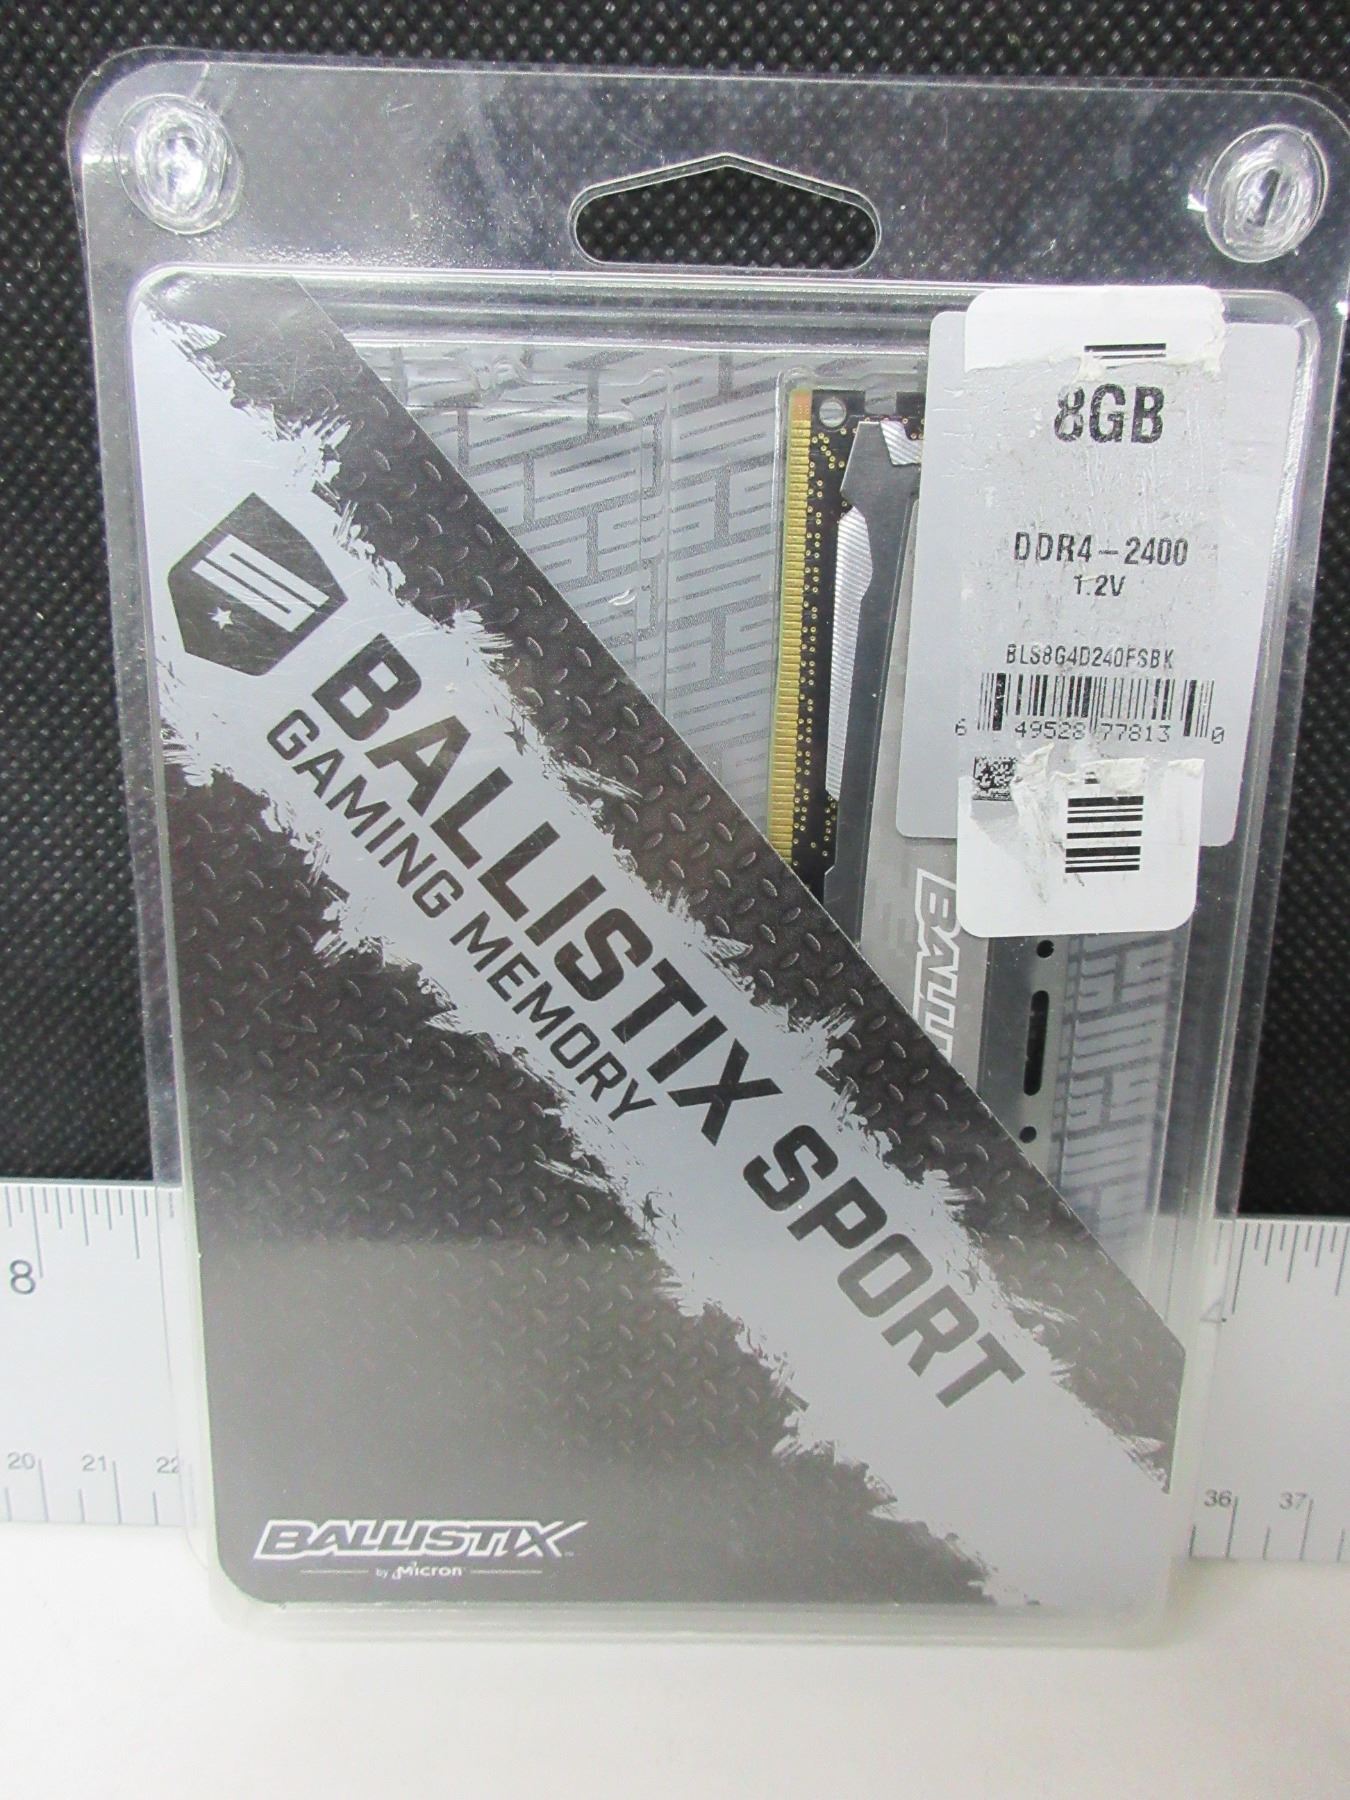 8GB
DDR4-2400
1.2V
BLS8G4D240FSBK
6 49528 77813 0
BALLISTIX SPORT
GAMING MEMORY
BALLISTIX
by Micron
8
4
20 21 22
36 37